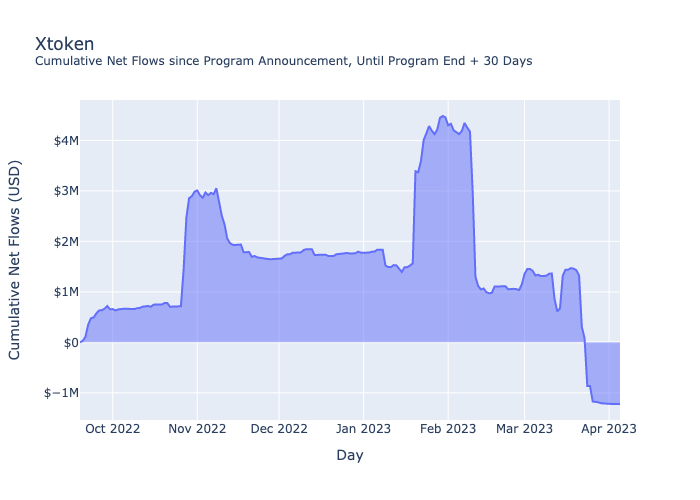 Xtoken
Cumulative Net Flows since Program Announcement, Until Program End + 30 Days
Cumulative Net Flows (USD)
$4M
$3M
$2M
$1M
$0
$−1M
Oct 2022 Nov 2022 Dec 2022 Jan 2023 Feb 2023 Mar 2023 Apr 2023
Day